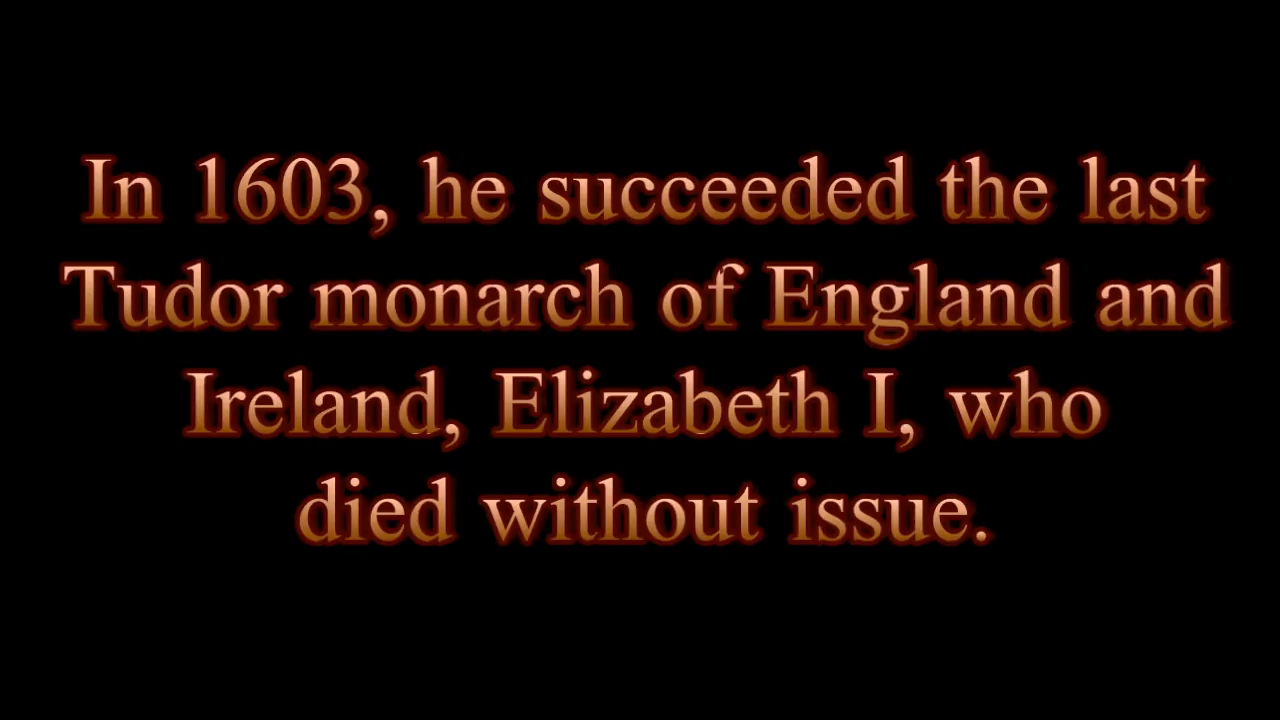 In 1603, he succeeded the last
Tudor monarch of England and
Ireland, Elizabeth I, who
died without issue.